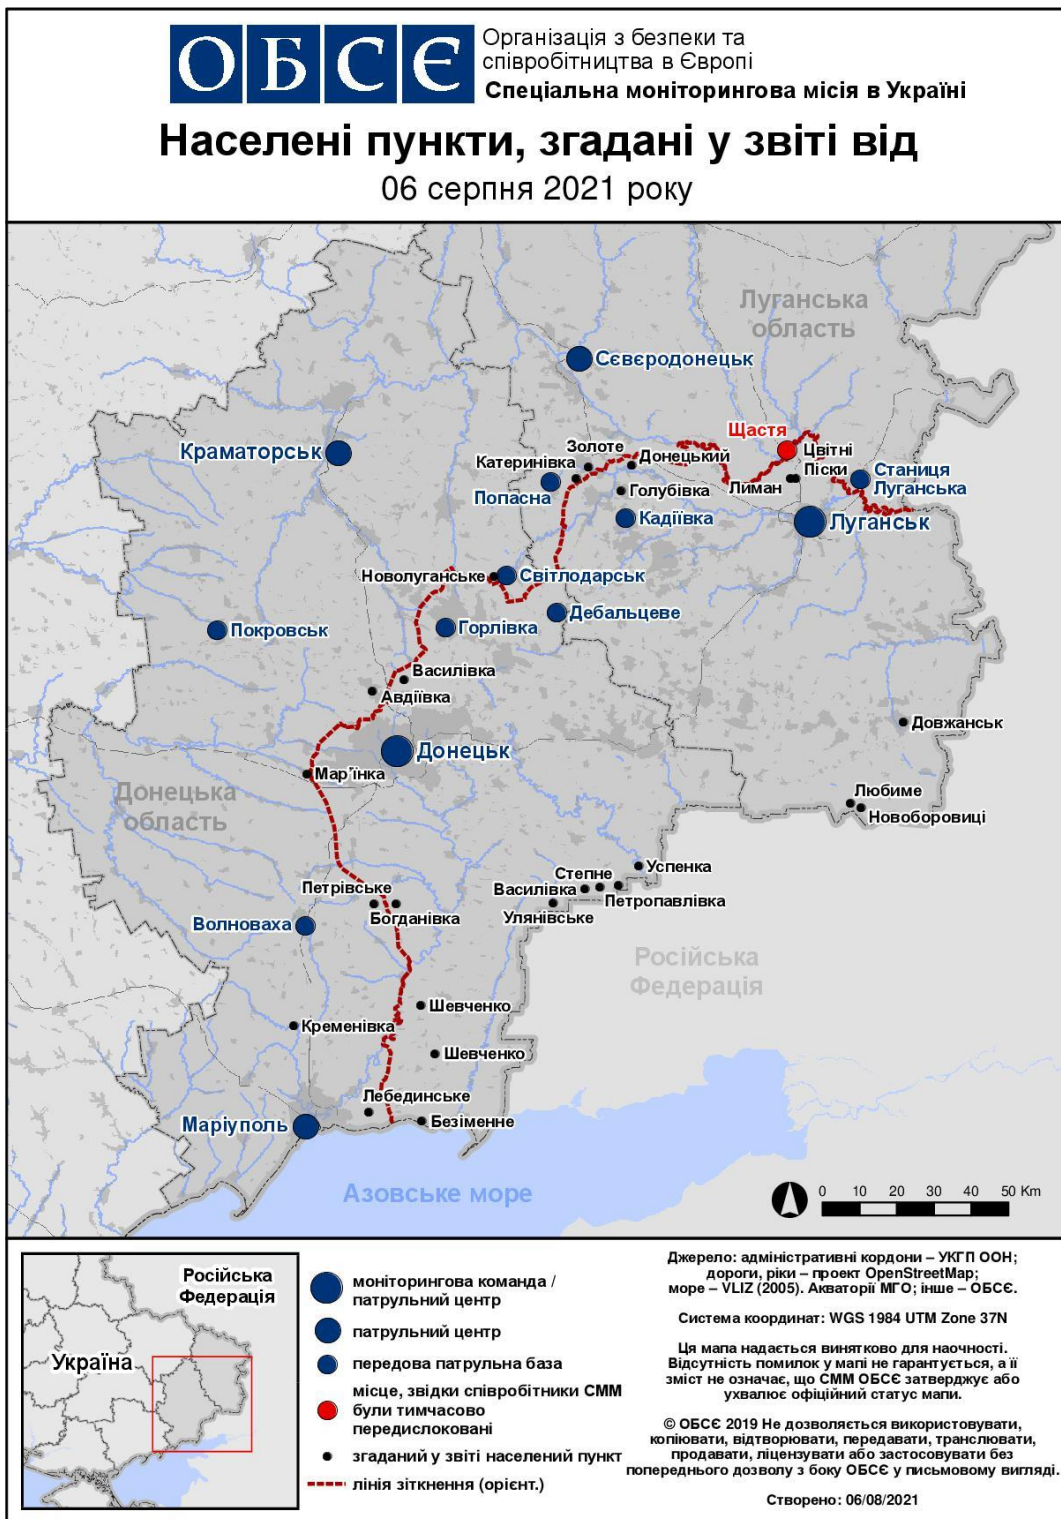 ОБСЄ
Організація з безпеки та
співробітництва в Європі
Спеціальна моніторингова місія в Україні
Населені пункти, згадані у звіті від
06 серпня 2021 року
Луганська
область
Сєвєродонецьк
Щастя
Краматорськ
Золоте
Цвітні
Піски
Катеринівка
Донецький
Станиця
Луганська
Попасна
Голубівка
Лиман
Кадіївка
Луганськ
Новолуганське
Світлодарськ
Дебальцеве
Покровськ
Горлівка
Василівка
Авдіївка
Довжанськ
Донецьк
Мар'їнка
Донецька
область
Любиме
Новоборовиці
Успенка
Степне
Петрівське
Василівка
Петропавлівка
Богданівка
Улянівське
Волноваха
Російська
Федерація
Шевченко
Кременівка
Шевченко
Лебединське
Маріуполь
Безіменне
Азовське море
0 10 20 30 40 50 Km
Російська
Федерація
Україна
моніторингова команда /
патрульний центр
патрульний центр
передова патрульна база
місце, звідки співробітники СММ
були тимчасово
передислоковані
згаданий у звіті населений пункт
лінія зіткнення (орієнт.)
Джерело: адміністративні кордони – УКГП ООН;
дороги, ріки – проект OpenStreetMap;
море – VLIZ (2005). Акваторії МГО; інше – ОБСЄ.
Система координат: WGS 1984 UTM Zone 37N
Ця мапа надається винятково для наочності.
Відсутність помилок у мапі не гарантується, а її
зміст не означає, що СММ ОБСЄ затверджує або
ухвалює офіційний статус мапи.
© ОБСЄ 2019 Не дозволяється використовувати,
копіювати, відтворювати, передавати, транслювати,
продавати, ліцензувати або застосовувати без
попереднього дозволу з боку ОБСЄ у письмовому вигляді.
Створено: 06/08/2021